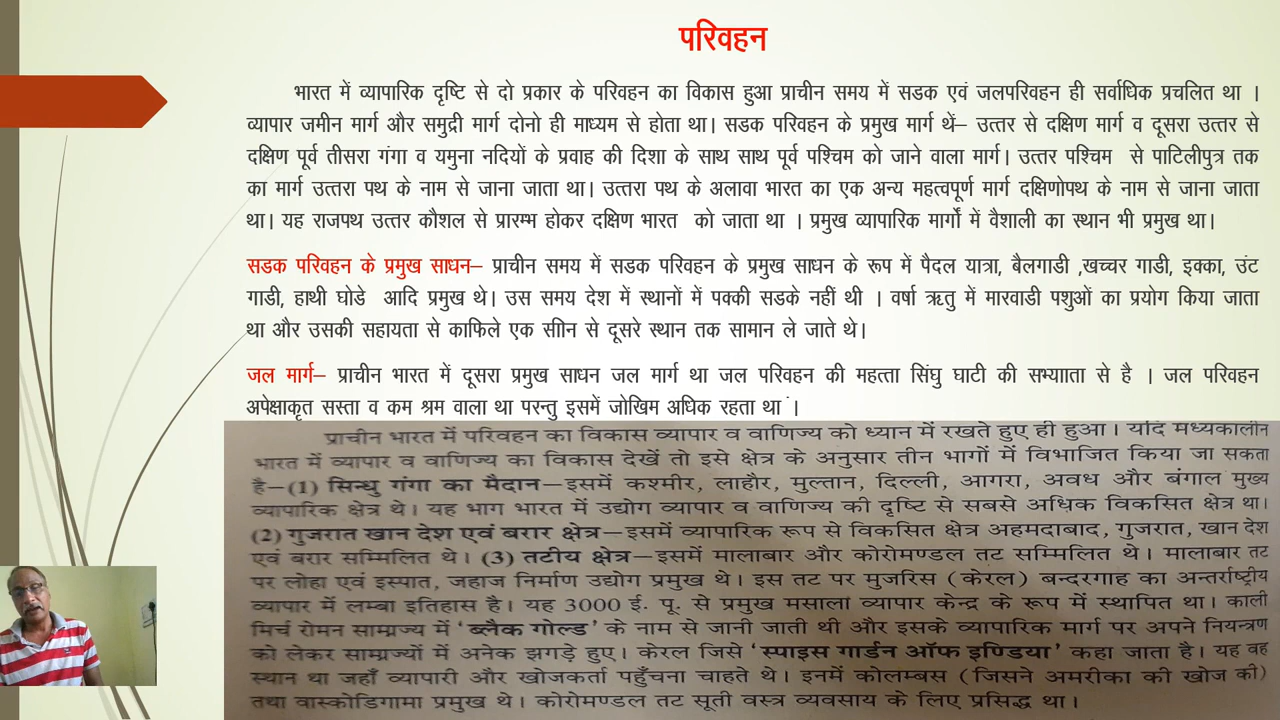 परिवहन
भारत में व्यापारिक दृष्टि से दो प्रकार के परिवहन का विकास हुआ प्राचीन समय में सडक एवं जलपरिवहन ही सर्वाधिक प्रचलित था ।
व्यापार जमीन मार्ग और समुद्री मार्ग दोनो ही माध्यम से होता था। सडक परिवहन के प्रमुख मार्ग थें– उत्तर से दक्षिण मार्ग व दूसरा उत्तर से
दक्षिण पूर्व तीसरा गंगा व यमुना नदियों के प्रवाह की दिशा के साथ साथ पूर्व पश्चिम को जाने वाला मार्ग। उत्तर पश्चिम से पाटिलीपुत्र तक
का मार्ग उत्तरा पथ के नाम से जाना जाता था। उत्तरा पथ के अलावा भारत का एक अन्य महत्वपूर्ण मार्ग दक्षिणोपथ के नाम से जाना जाता
था। यह राजपथ उत्तर कौशल से प्रारम्भ होकर दक्षिण भारत को जाता था । प्रमुख व्यापारिक मार्गों में वैशाली का स्थान भी प्रमुख था।
सडक परिवहन के प्रमुख साधन– प्राचीन समय में सडक परिवहन के प्रमुख साधन के रूप में पैदल यात्रा, बैलगाडी ,खच्चर गाडी, इक्का, उंट
गाडी, हाथी घोडे आदि प्रमुख थे। उस समय देश में स्थानों में पक्की सडके नहीं थी । वर्षा ऋतु में मारवाडी पशुओं का प्रयोग किया जाता
था और उसकी सहायता से काफिले एक सीान से दूसरे स्थान तक सामान ले जाते थे।
जल मार्ग– प्राचीन भारत में दूसरा प्रमुख साधन जल मार्ग था जल परिवहन की महत्ता सिंघु घाटी की सभ्याता से है । जल परिवहन
अपेक्षाकृत सस्ता व कम श्रम वाला था परन्तु इसमें जोखिम अधिक रहता था ।
प्राचीन भारत में परिवहन का विकास व्यापार व वाणिज्य को ध्यान में रखते हुए ही हुआ। यदि मध्यकालीन
भारत में व्यापार व वाणिज्य का विकास देखें तो इसे क्षेत्र के अनुसार तीन भागों में विभाजित किया जा सकता
है—(1) सिन्धु गंगा का मैदान—इसमें कश्मीर, लाहौर, मुल्तान, दिल्ली, आगरा, अवध और बंगाल मुख्य
व्यापारिक क्षेत्र थे। यह भाग भारत में उद्योग व्यापार व वाणिज्य की दृष्टि से सबसे अधिक विकसित क्षेत्र था।
(2) गुजरात खान देश एवं बरार क्षेत्र—इसमें व्यापारिक रूप से विकसित क्षेत्र अहमदाबाद, गुजरात, खान देश
एवं बरार सम्मिलित थे। (3) तटीय क्षेत्र—इसमें मालाबार और कोरोमण्डल तट सम्मिलित थे। मालाबार तट
पर लोहा एवं इस्पात, जहाज निर्माण उद्योग प्रमुख थे। इस तट पर मुजरिस (केरल) बन्दरगाह का अन्तर्राष्ट्रीय
व्यापार में लम्बा इतिहास है। यह 3000 ई. पू. से प्रमुख मसाला व्यापार केन्द्र के रूप में स्थापित था। काली
मिर्च रोमन साम्राज्य में 'ब्लैक गोल्ड' के नाम से जानी जाती थी और इसके व्यापारिक मार्ग पर अपने नियन्त्रण
को लेकर साम्राज्यों में अनेक झगड़े हुए। केरल जिसे 'स्पाइस गार्डन ऑफ इण्डिया' कहा जाता है। यह वह
स्थान था जहाँ व्यापारी और खोजकर्ता पहुँचना चाहते थे। इनमें कोलम्बस (जिसने अमरीका की खोज की)
तथा वास्कोडिगामा प्रमुख थे। कोरोमण्डल तट सूती वस्त्र व्यवसाय के लिए प्रसिद्ध था।